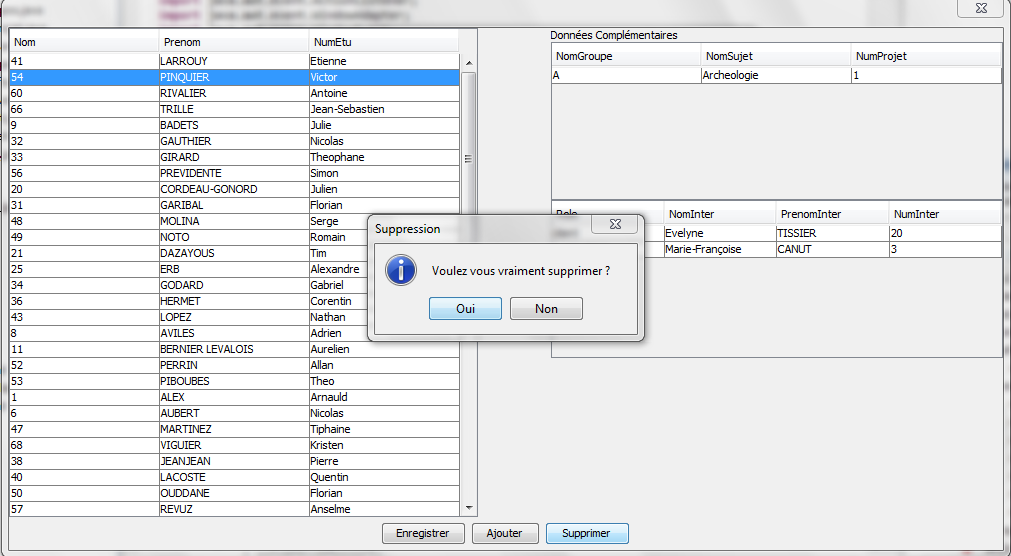 import java.awt.event.WindowAdapter;
Nom Prenom NumEtu
41 LARROUY Etienne
54 PINQUIER Victor
60 RIVALIER Antoine
66 TRILLE Jean-Sebastien
9 BADETS Julie
32 GAUTHIER Nicolas
33 GIRARD Theophane
56 PREVIDENTE Simon
20 CORDEAU-GONORD Julien
31 GARIBAL Florian
48 MOLINA Serge
49 NOTO Romain
21 DAZAYOUS Tim
25 ERB Alexandre
34 GODARD Gabriel
36 HERMET Corentin
43 LOPEZ Nathan
8 AVILES Adrien
11 BERNIER LEVALOIS Aurelien
52 PERRIN Allan
53 PIBOUBES Theo
1 ALEX Arnauld
6 AUBERT Nicolas
47 MARTINEZ Tiphaine
68 VIGUIER Kristen
38 JEANJEAN Pierre
40 LACOSTE Quentin
50 OUDDANE Florian
57 REVUZ Anselme
Données Complémentaires
NomGroupe NomSujet NumProjet
A Archeologie 1
NomInter PrenomInter NumInter
Evelyne TISSIER 20
Marie-Françoise CANUT 3
Suppression
Voulez vous vraiment supprimer ?
Oui Non
Enregistrer Ajouter Supprimer